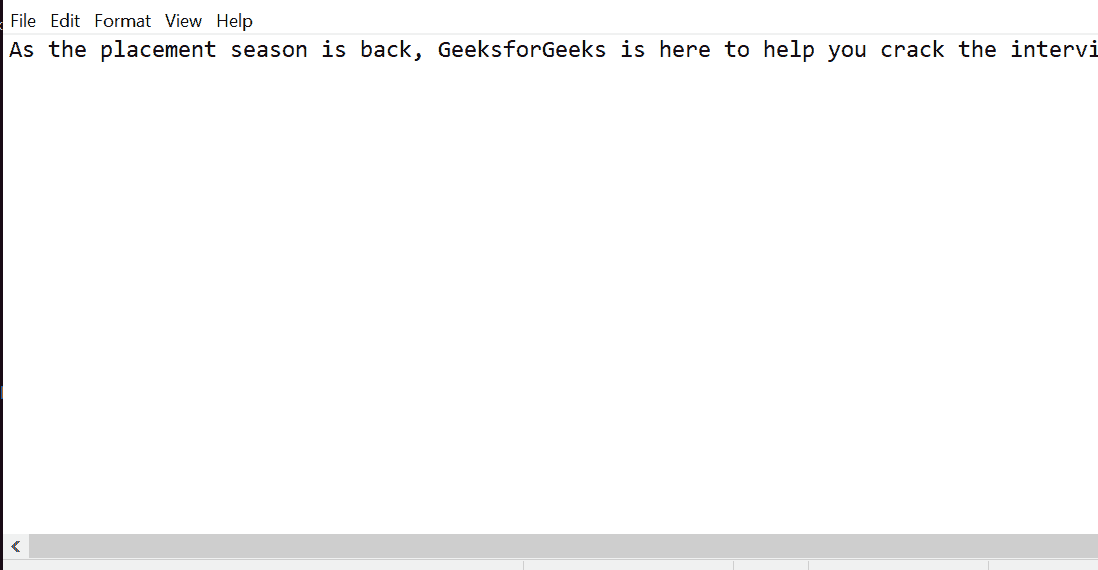 File Edit Format View Help
As the placement season is back, GeeksforGeeks is here to help you crack the intervi